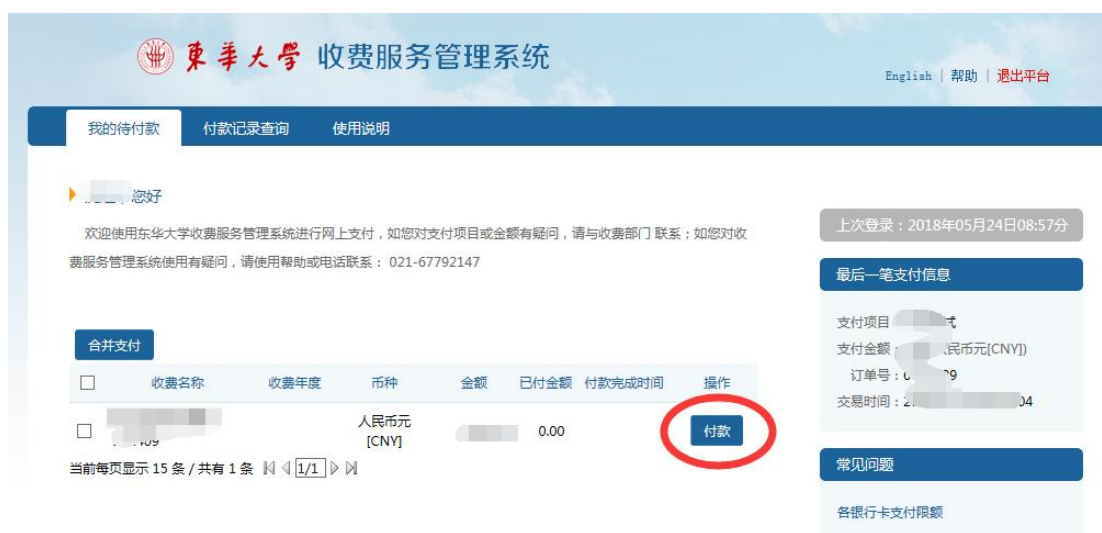 東華大學 收费服务管理系统
English | 帮助 | 退出平台
我的待付款 付款记录查询 使用说明
您好
欢迎使用东华大学收费服务管理系统进行网上支付，如您对支付项目或金额有疑问，请与收费部门 联系；如您对收
费服务管理系统使用有疑问，请使用帮助或电话联系： 021-67792147
合并支付
收费名称 收费年度 币种 金额 已付金额 付款完成时间 操作
人民币元
[CNY]
0.00
付款
当前每页显示 15 条 / 共有 1 条 1/1
上次登录：2018年05月24日08:57分
最后一笔支付信息
支付项目
支付金额： 民币元[CNY])
订单号：
交易时间：
常见问题
各银行卡支付限额